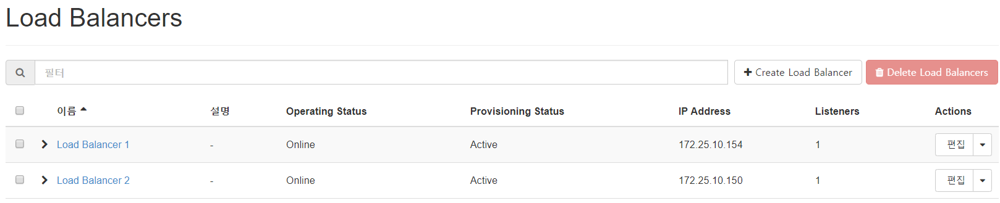 Load Balancers
필터
Create Load Balancer
Delete Load Balancers
이름 설명 Operating Status Provisioning Status IP Address Listeners Actions
Load Balancer 1 - Online Active 172.25.10.154 1 편집
Load Balancer 2 - Online Active 172.25.10.150 1 편집